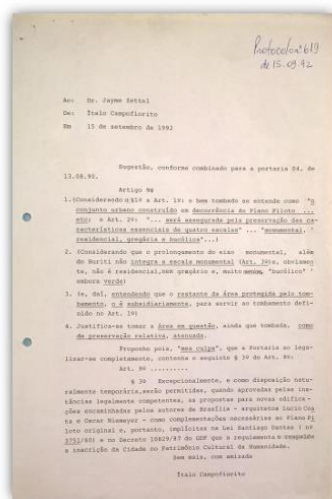 Protocolo nº 619
de 15.09.92
Ao: Dr. Jayme Zettel
De: Ítalo Campofiorito
Em 15 de setembro de 1992
Sugestão, conforme combinado para a portaria 04, de
13.08.90.
Artigo 9º
1. (Considerando o Art. 1º: o bem tombado se entende como "O
conjunto urbano construído em decorrência do Plano Piloto ...
etc; o Art. 2º: "... será assegurada pela preservação das ca-
racterísticas essenciais de quatro escalas" ... "monumental, '
residencial, gregária e bucólica"...)
2. (Considerando que o prolongamento do eixo monumental, além
do Buriti não integra a escala monumental (Art. 3º)e, obviamen
te, não é residencial,nem gregário e, muito menos, "bucólico" '
embora verde)
3. Se, daí, entendendo que o restante da área protegida pelo tom-
bamento, o é subsidiariamente, para servir ao tombamento defi-
nido no Art. 1º)
4. Justifica-se tomar a Área em questão, ainda que tombada, como
de preservação relativa, atenuada.
Proponho pois, "mea culpa", que a Portaria ao lega-
lizar-se completamente, contenha o seguinte § 3º do Art. 9º:
Art. 9º ..........
§ 3º Excepcionalmente, e como disposição natu-
ralmente temporária,serão permitidas, quando aprovadas pelas ins-
tâncias legalmente competentes, as propostas para novas edifica-
ções encaminhadas pelos autores de Brasília - arquitetos Lucio Cos
ta e Oscar Niemeyer - como complementações necessárias ao Plano Pi
loto original e, portanto, implícitas na Lei Santiago Dantas ( nº
3751/60) e no Decreto 10829/87 do GDF que a regulamenta e respalda
a inscrição da Cidade no Patrimônio Cultural da Humanidade.
Sem mais, com amizade
Ítalo Campofiorito